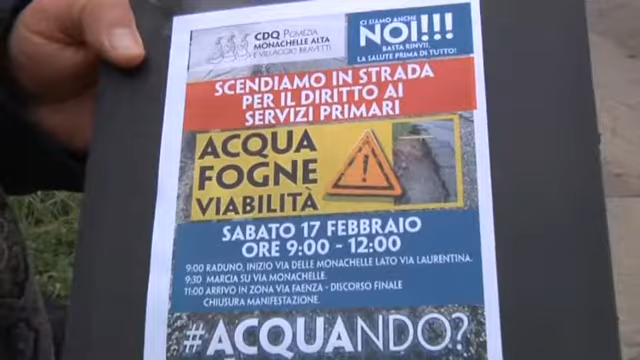 CDQ POMEZIA
MONACHELLE ALTA
E VILLAGGIO BRAVETTI
CI SIAMO ANCHE
NOI!!!
BASTA RINVII,
LA SALUTE PRIMA DI TUTTO!
SCENDIAMO IN STRADA
PER IL DIRITTO AI
SERVIZI PRIMARI
ACQUA
FOGNE
VIABILITÀ
SABATO 17 FEBBRAIO
ORE 9:00 - 12:00
9:00 RADUNO, INIZIO VIA DELLE MONACHELLE LATO VIA LAURENTINA.
9:30 MARCIA SU VIA MONACHELLE.
11:00 ARRIVO IN ZONA VIA FAENZA - DISCORSO FINALE
CHIUSURA MANIFESTAZIONE.
#ACQUANDO?